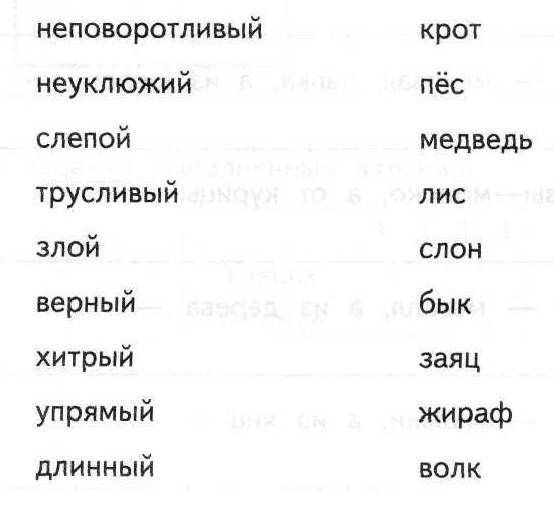 неповоротливый крот
неуклюжий пёс
слепой медведь
трусливый лис
злой слон
верный бык
хитрый заяц
упрямый жираф
длинный волк